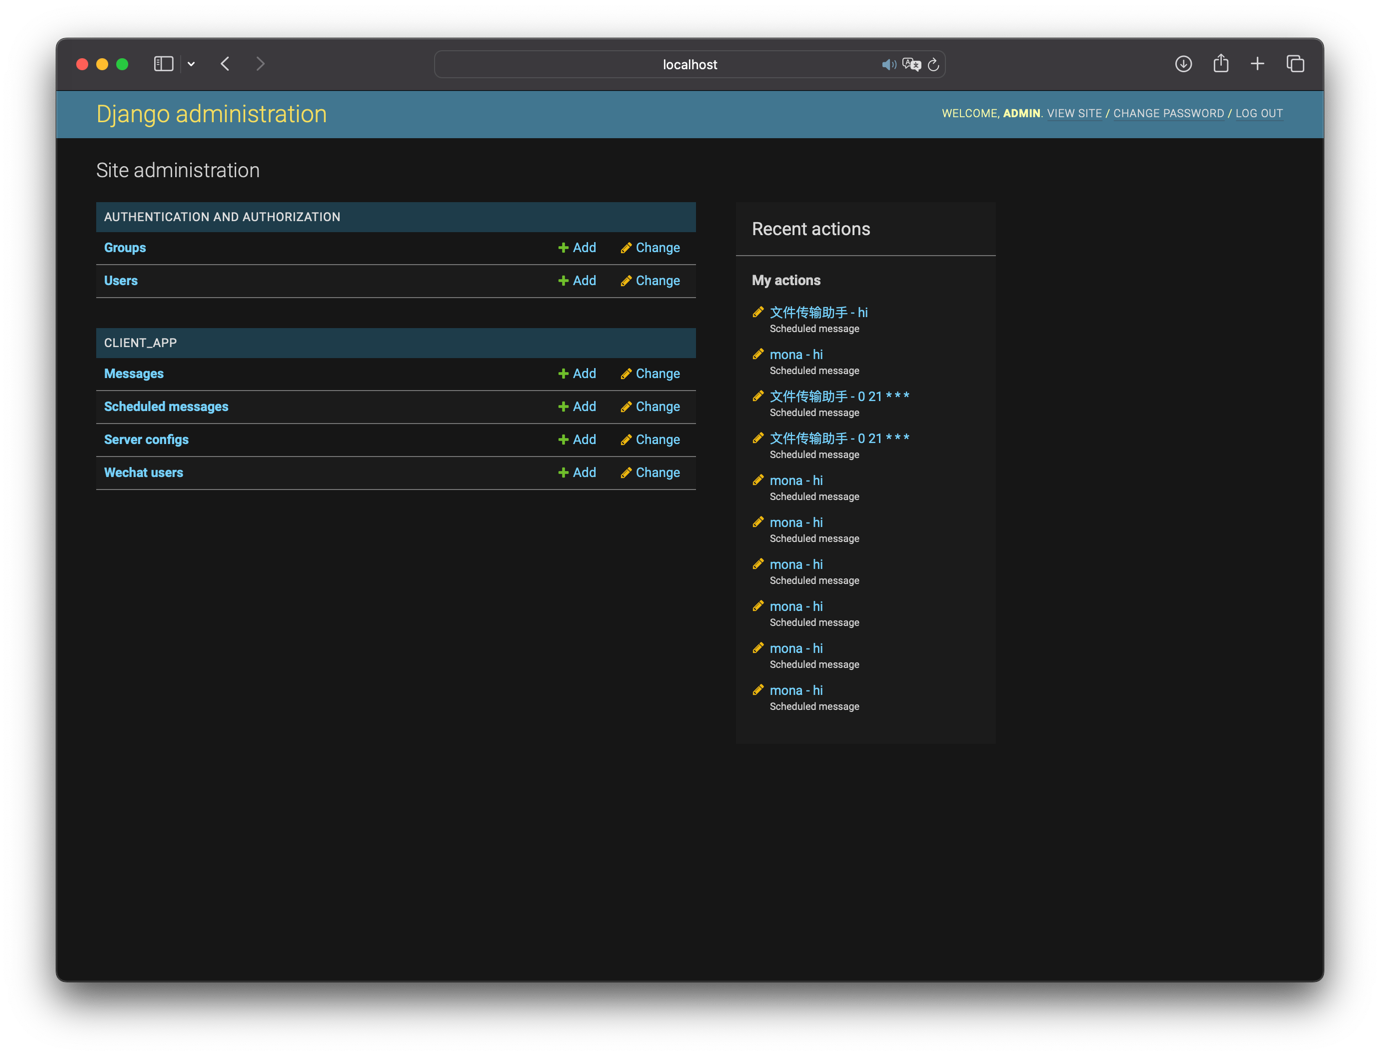 localhost
Django administration
WELCOME, ADMIN. VIEW SITE / CHANGE PASSWORD / LOG OUT
Site administration
AUTHENTICATION AND AUTHORIZATION
Groups Add Change
Users Add Change
CLIENT_APP
Messages Add Change
Scheduled messages Add Change
Server configs Add Change
Wechat users Add Change
Recent actions
My actions
文件传输助手 - hi
Scheduled message
mona - hi
Scheduled message
文件传输助手 - 0 21 * * *
Scheduled message
文件传输助手 - 0 21 * * *
Scheduled message
mona - hi
Scheduled message
mona - hi
Scheduled message
mona - hi
Scheduled message
mona - hi
Scheduled message
mona - hi
Scheduled message
mona - hi
Scheduled message